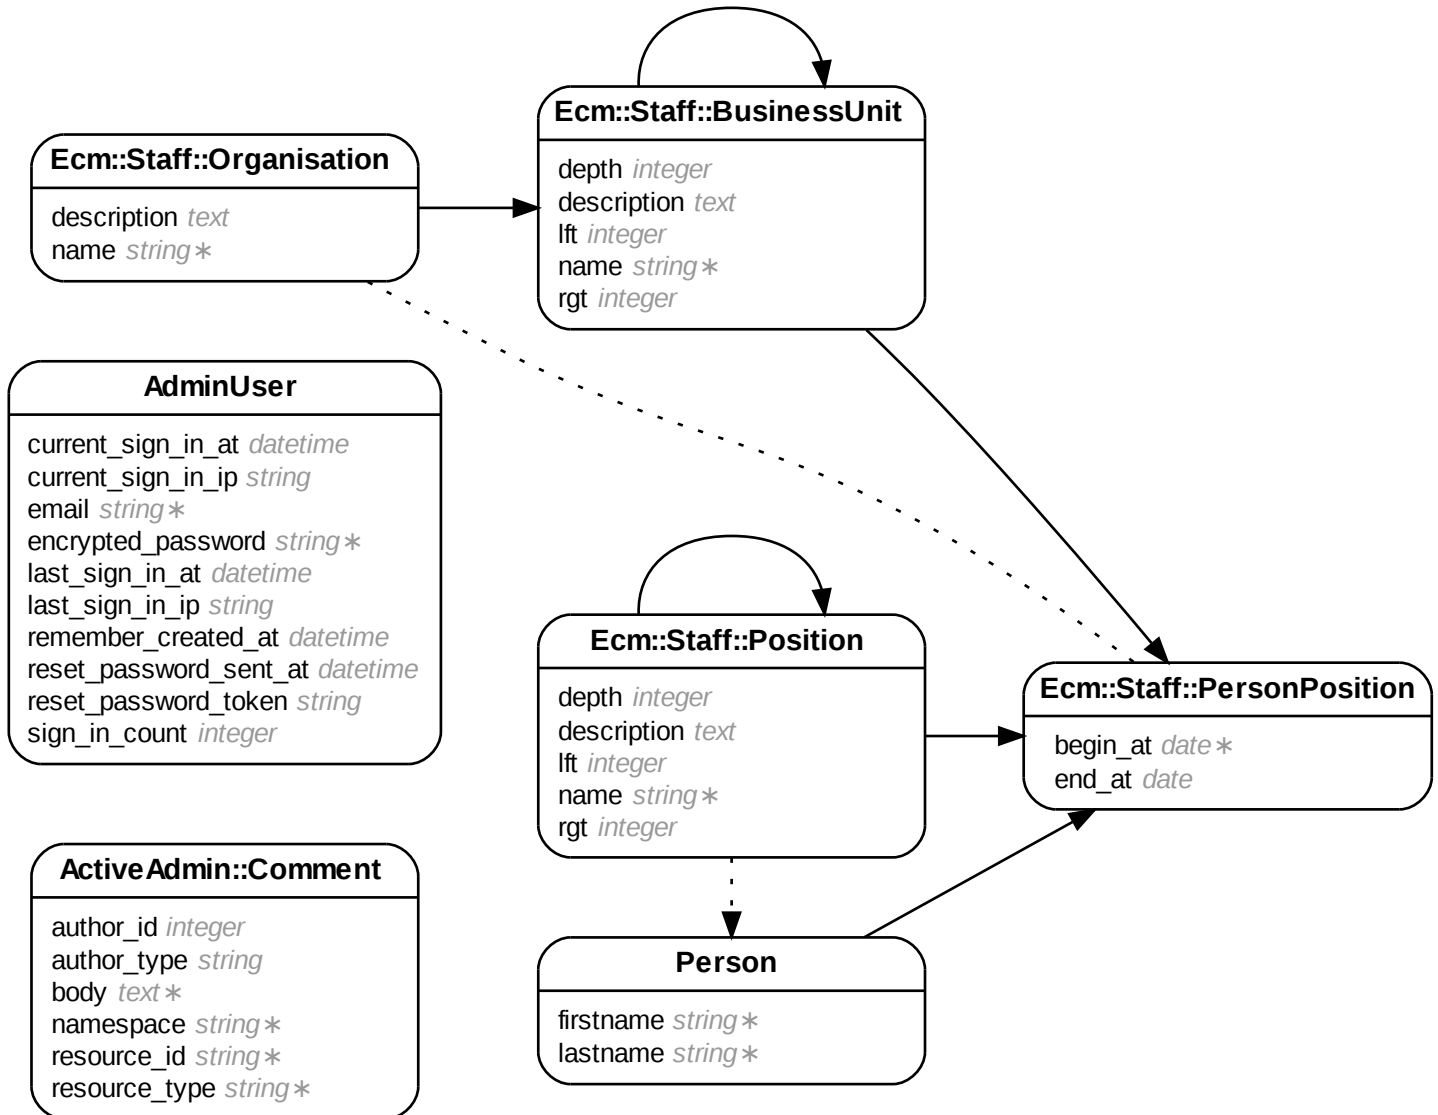 Ecm::Staff::BusinessUnit
depth integer
description text
lft integer
name string∗
rgt integer
Ecm::Staff::Organisation
description text
name string∗
AdminUser
current_sign_in_at datetime
current_sign_in_ip string
email string∗
encrypted_password string∗
last_sign_in_at datetime
last_sign_in_ip string
remember_created_at datetime
reset_password_sent_at datetime
reset_password_token string
sign_in_count integer
Ecm::Staff::Position
depth integer
description text
lft integer
name string∗
rgt integer
Ecm::Staff::PersonPosition
begin_at date∗
end_at date
ActiveAdmin::Comment
author_id integer
author_type string
body text∗
namespace string∗
resource_id string∗
resource_type string∗
Person
firstname string∗
lastname string∗